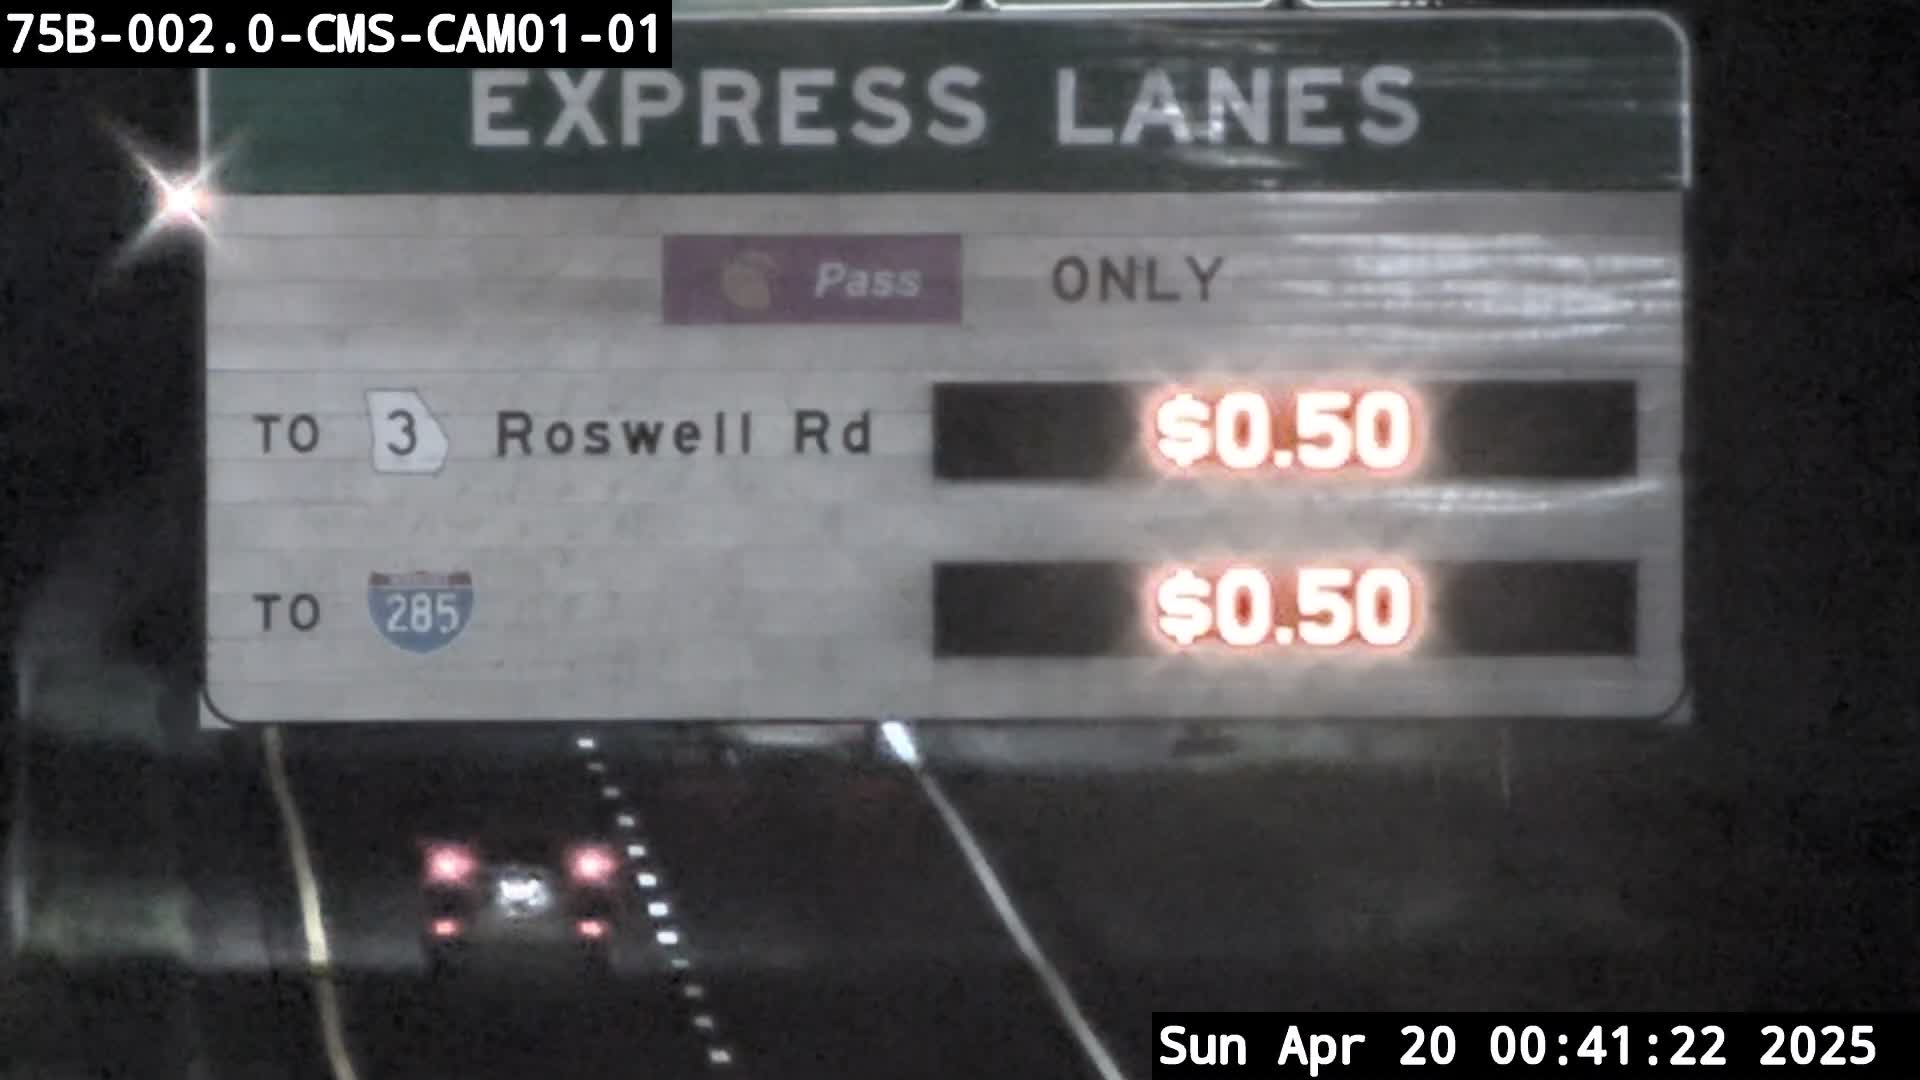 75B-002.0-CMS-CAM01-01
EXPRESS LANES
Pass ONLY
TO 3 Roswell Rd $0.50
TO 285 $0.50
Sun Apr 20 00:41:22 2025